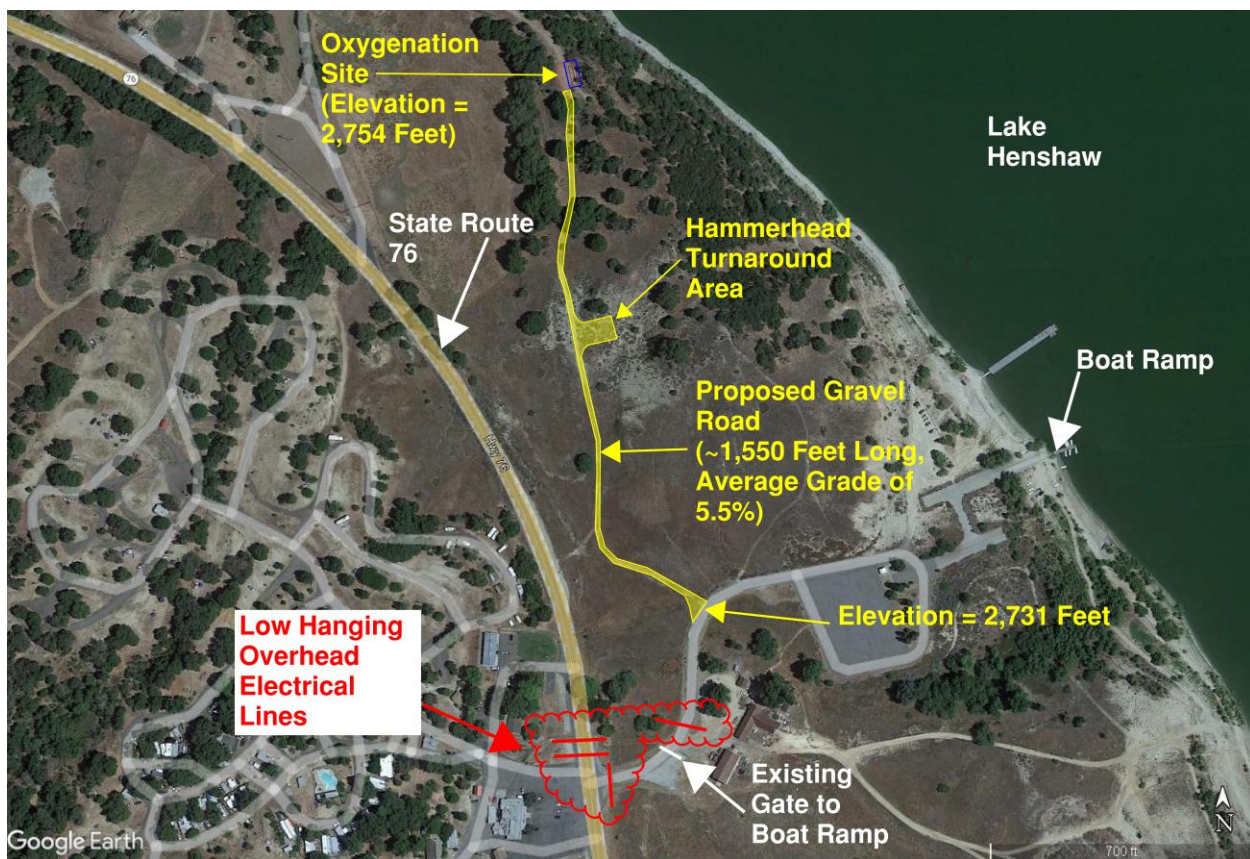 Oxygenation
Site
(Elevation =
2,754 Feet)
76
Lake
Henshaw
State Route
76
Hammerhead
Turnaround
Area
Boat Ramp
Proposed Gravel
Road
(~1,550 Feet Long,
Average Grade of
5.5%)
Hwy 76
Elevation = 2,731 Feet
Low Hanging
Overhead
Electrical
Lines
Existing
Gate to
Boat Ramp
N
Google Earth
700 ft